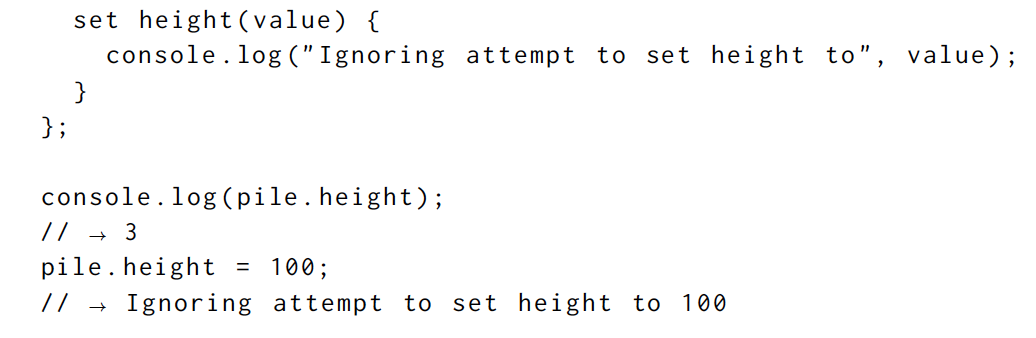 set height(value) {
console.log("Ignoring attempt to set height to", value);
}
};
console.log(pile.height);
// → 3
pile.height = 100;
// → Ignoring attempt to set height to 100